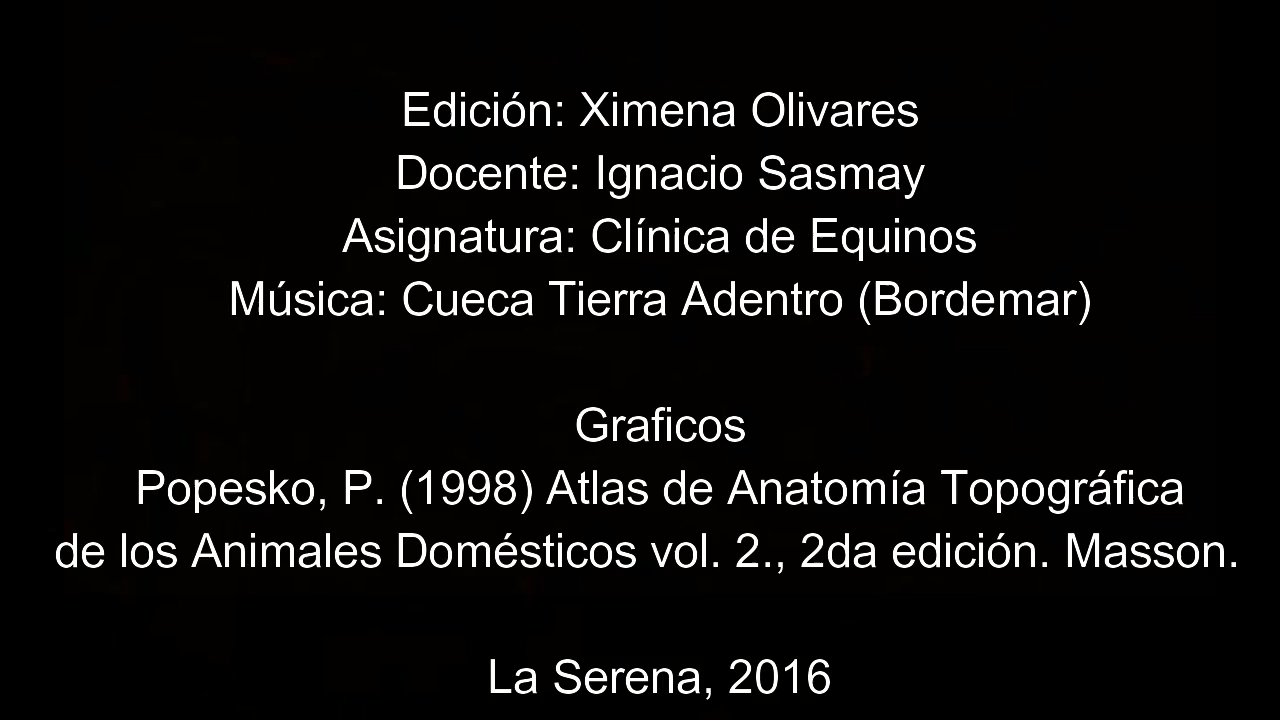 Edición: Ximena Olivares
Docente: Ignacio Sasmay
Asignatura: Clínica de Equinos
Música: Cueca Tierra Adentro (Bordemar)
Graficos
Popesko, P. (1998) Atlas de Anatomía Topográfica
de los Animales Domésticos vol. 2., 2da edición. Masson.
La Serena, 2016